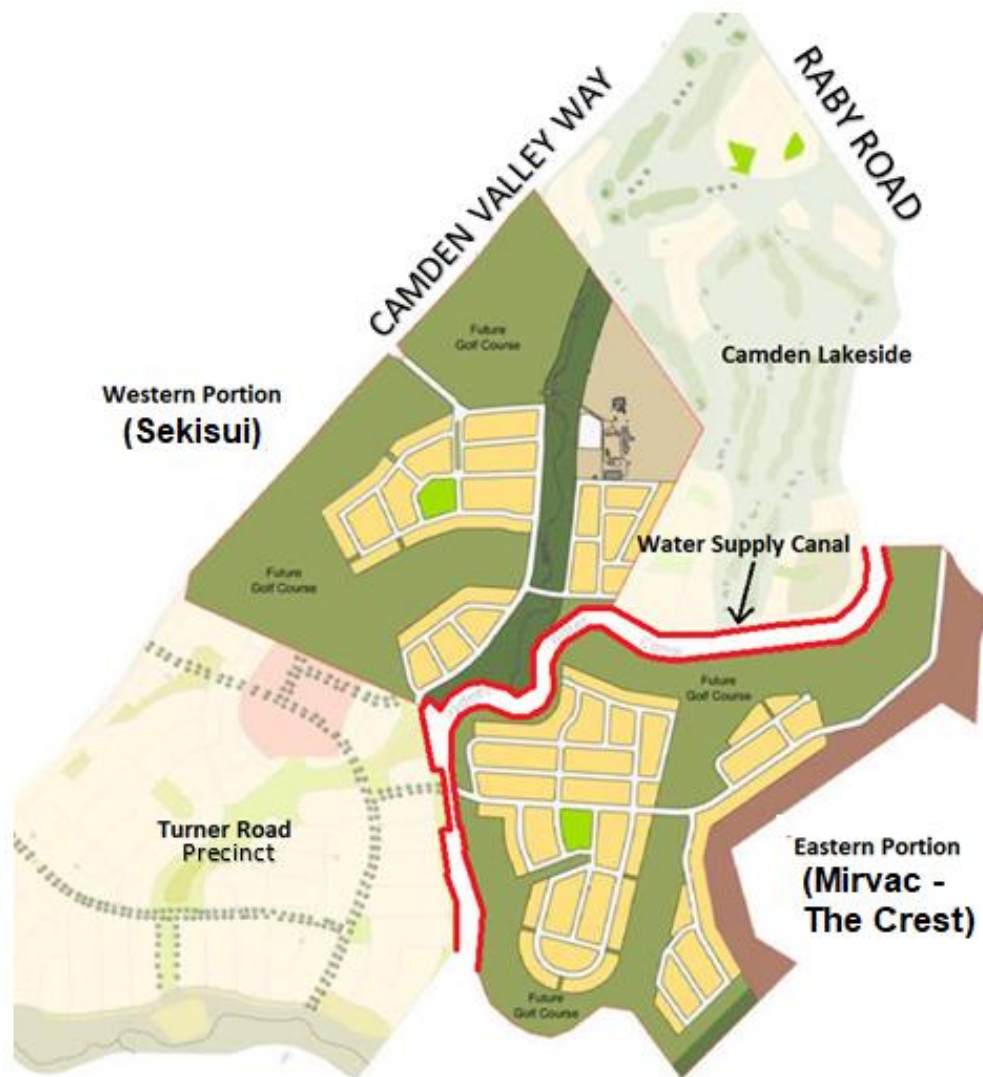 CAMDEN VALLEY WAY
RABY ROAD
Future
Golf Course
Camden Lakeside
Western Portion
(Sekisui)
Water Supply Canal
Future
Golf Course
Future
Golf Course
Turner Road
Precinct
Eastern Portion
(Mirvac -
The Crest)
Future
Golf Course